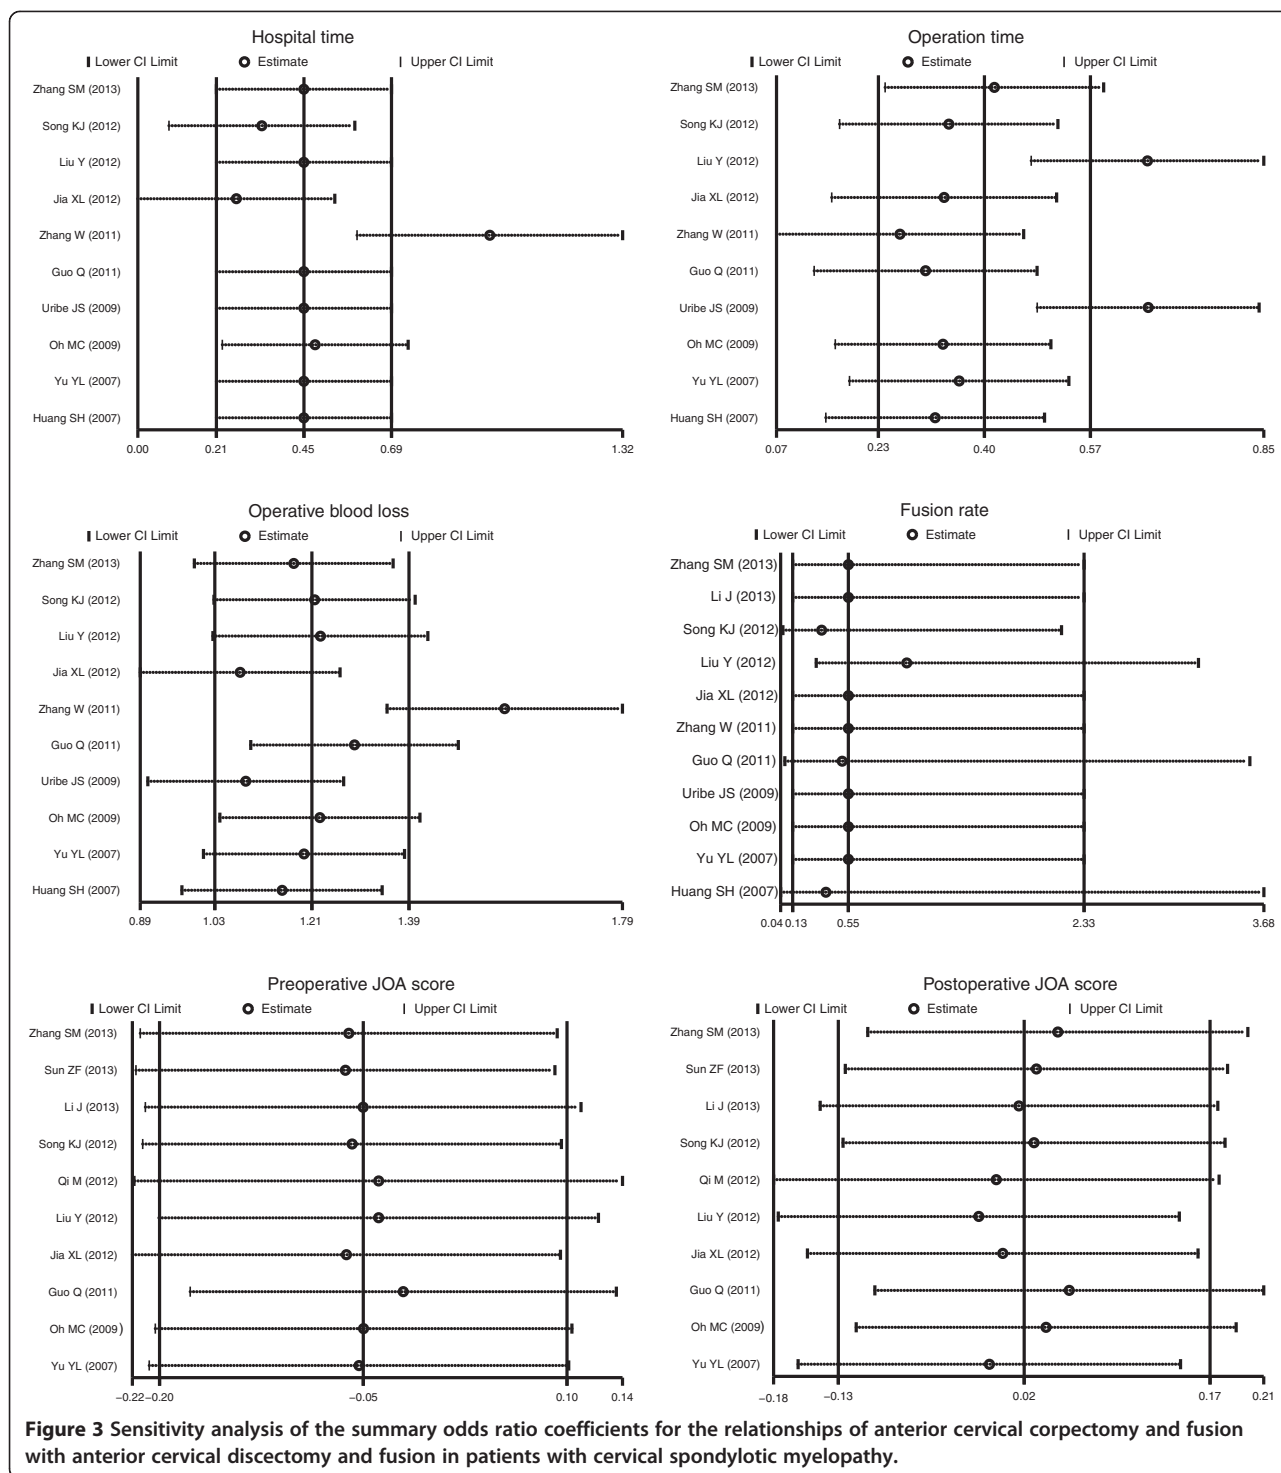 Hospital time
Lower CI Limit Estimate Upper CI Limit
Zhang SM (2013)
Song KJ (2012)
Liu Y (2012)
Jia XL (2012)
Zhang W (2011)
Guo Q (2011)
Uribe JS (2009)
Oh MC (2009)
Yu YL (2007)
Huang SH (2007)
0.00 0.21 0.45 0.69 1.32
Operation time
Lower CI Limit Estimate Upper CI Limit
Zhang SM (2013)
Song KJ (2012)
Liu Y (2012)
Jia XL (2012)
Zhang W (2011)
Guo Q (2011)
Uribe JS (2009)
Oh MC (2009)
Yu YL (2007)
Huang SH (2007)
0.07 0.23 0.40 0.57 0.85
Operative blood loss
Lower CI Limit Estimate Upper CI Limit
Zhang SM (2013)
Song KJ (2012)
Liu Y (2012)
Jia XL (2012)
Zhang W (2011)
Guo Q (2011)
Uribe JS (2009)
Oh MC (2009)
Yu YL (2007)
Huang SH (2007)
0.89 1.03 1.21 1.39 1.79
Fusion rate
Lower CI Limit Estimate Upper CI Limit
Zhang SM (2013)
Li J (2013)
Song KJ (2012)
Liu Y (2012)
Jia XL (2012)
Zhang W (2011)
Guo Q (2011)
Uribe JS (2009)
Oh MC (2009)
Yu YL (2007)
Huang SH (2007)
0.04 0.13 0.55 2.33 3.68
Preoperative JOA score
Lower CI Limit Estimate Upper CI Limit
Zhang SM (2013)
Sun ZF (2013)
Li J (2013)
Song KJ (2012)
Qi M (2012)
Liu Y (2012)
Jia XL (2012)
Guo Q (2011)
Oh MC (2009)
Yu YL (2007)
−0.22 −0.20 −0.05 0.10 0.14
Postoperative JOA score
Lower CI Limit Estimate Upper CI Limit
Zhang SM (2013)
Sun ZF (2013)
Li J (2013)
Song KJ (2012)
Qi M (2012)
Liu Y (2012)
Jia XL (2012)
Guo Q (2011)
Oh MC (2009)
Yu YL (2007)
−0.18 −0.13 0.02 0.17 0.21
Figure 3 Sensitivity analysis of the summary odds ratio coefficients for the relationships of anterior cervical corpectomy and fusion
with anterior cervical discectomy and fusion in patients with cervical spondylotic myelopathy.